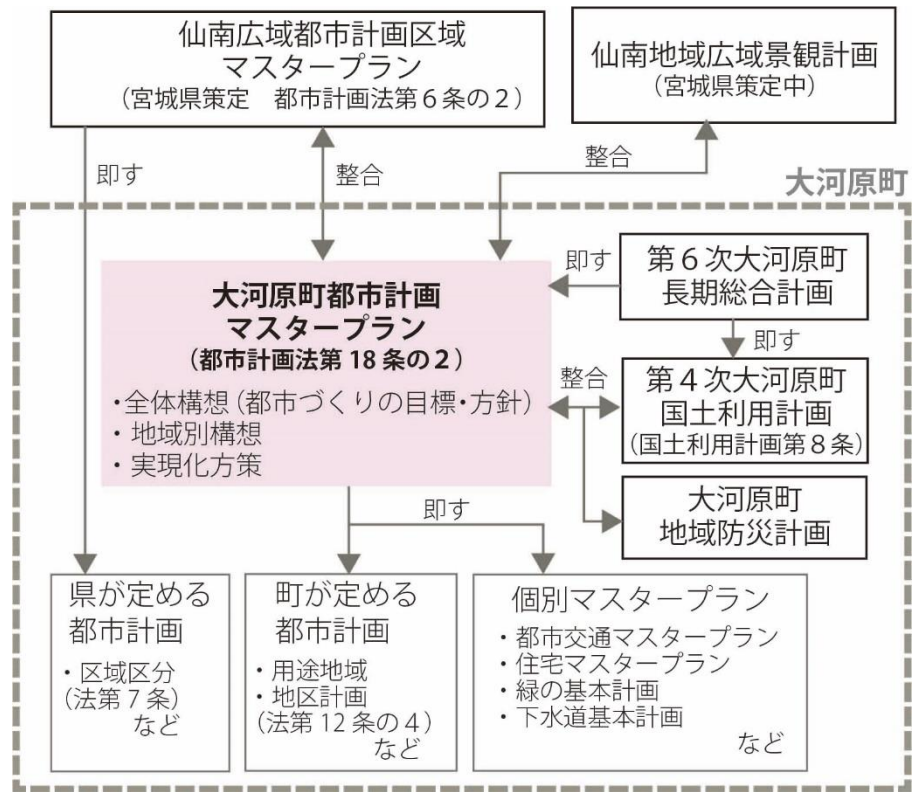 仙南広域都市計画区域
マスタープラン
(宮城県策定　都市計画法第6条の2)
仙南地域広域景観計画
(宮城県策定中)
即す
整合
整合
大河原町
大河原町都市計画
マスタープラン
(都市計画法第18条の2)
・全体構想(都市づくりの目標・方針)
・地域別構想
・実現化方策
即す
第6次大河原町
長期総合計画
即す
整合
第4次大河原町
国土利用計画
(国土利用計画第8条)
大河原町
地域防災計画
即す
県が定める
都市計画
・区域区分
(法第7条)
など
町が定める
都市計画
・用途地域
・地区計画
(法第12条の4)
など
個別マスタープラン
・都市交通マスタープラン
・住宅マスタープラン
・緑の基本計画
・下水道基本計画
など